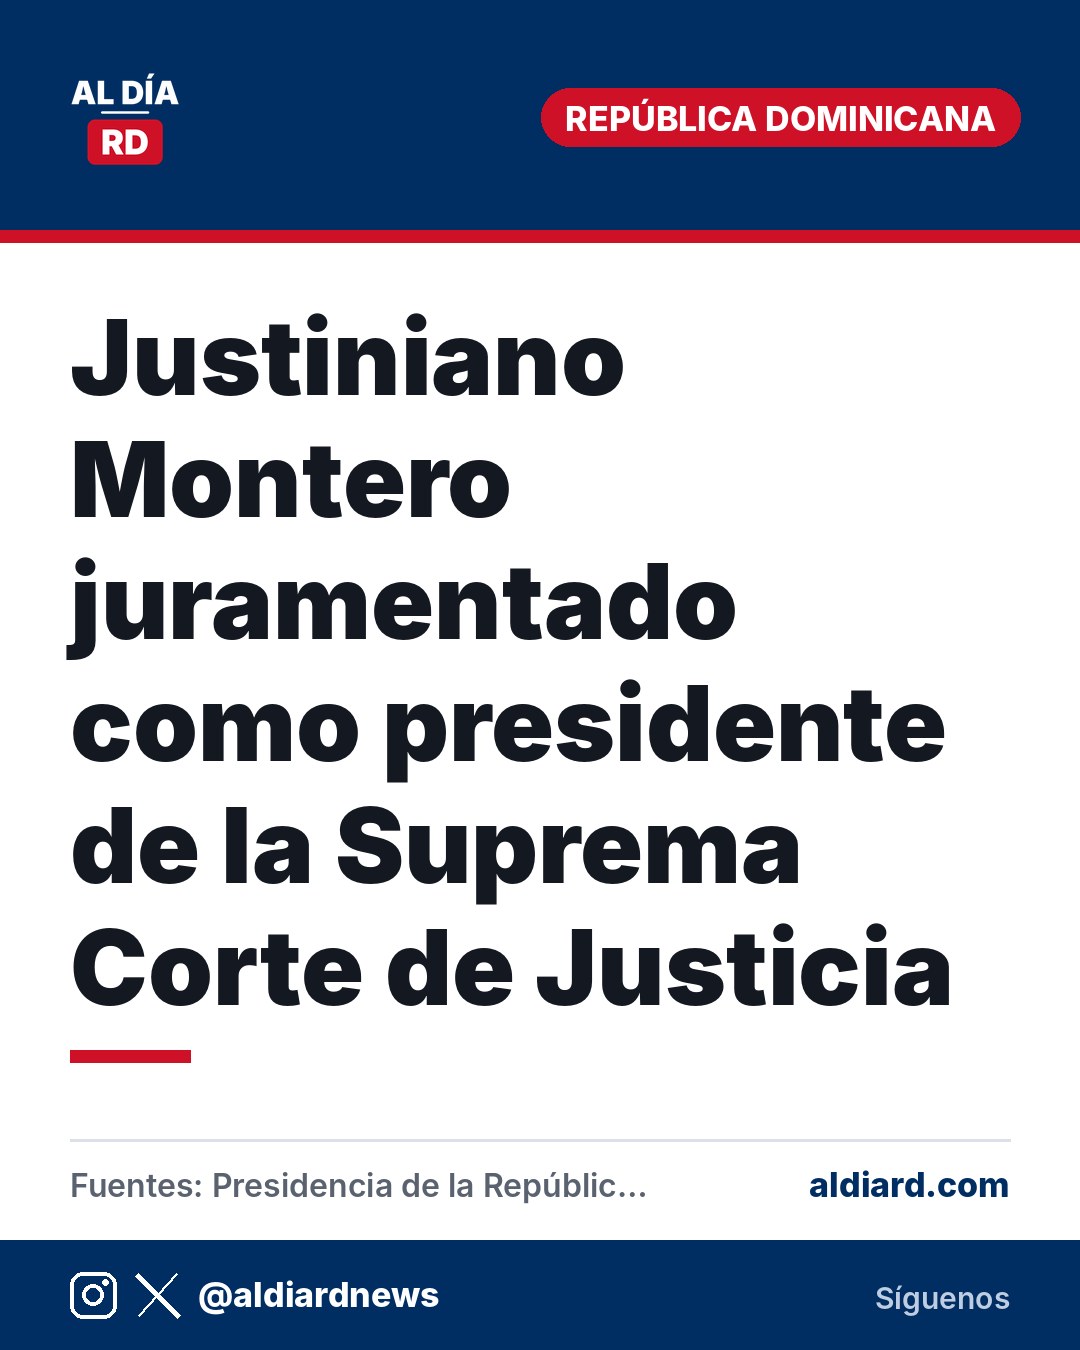 AL DÍA
RD
REPÚBLICA DOMINICANA
Justiniano
Montero
juramentado
como presidente
de la Suprema
Corte de Justicia
Fuentes: Presidencia de la Repúblic...
aldiard.com
@aldiardnews
Síguenos